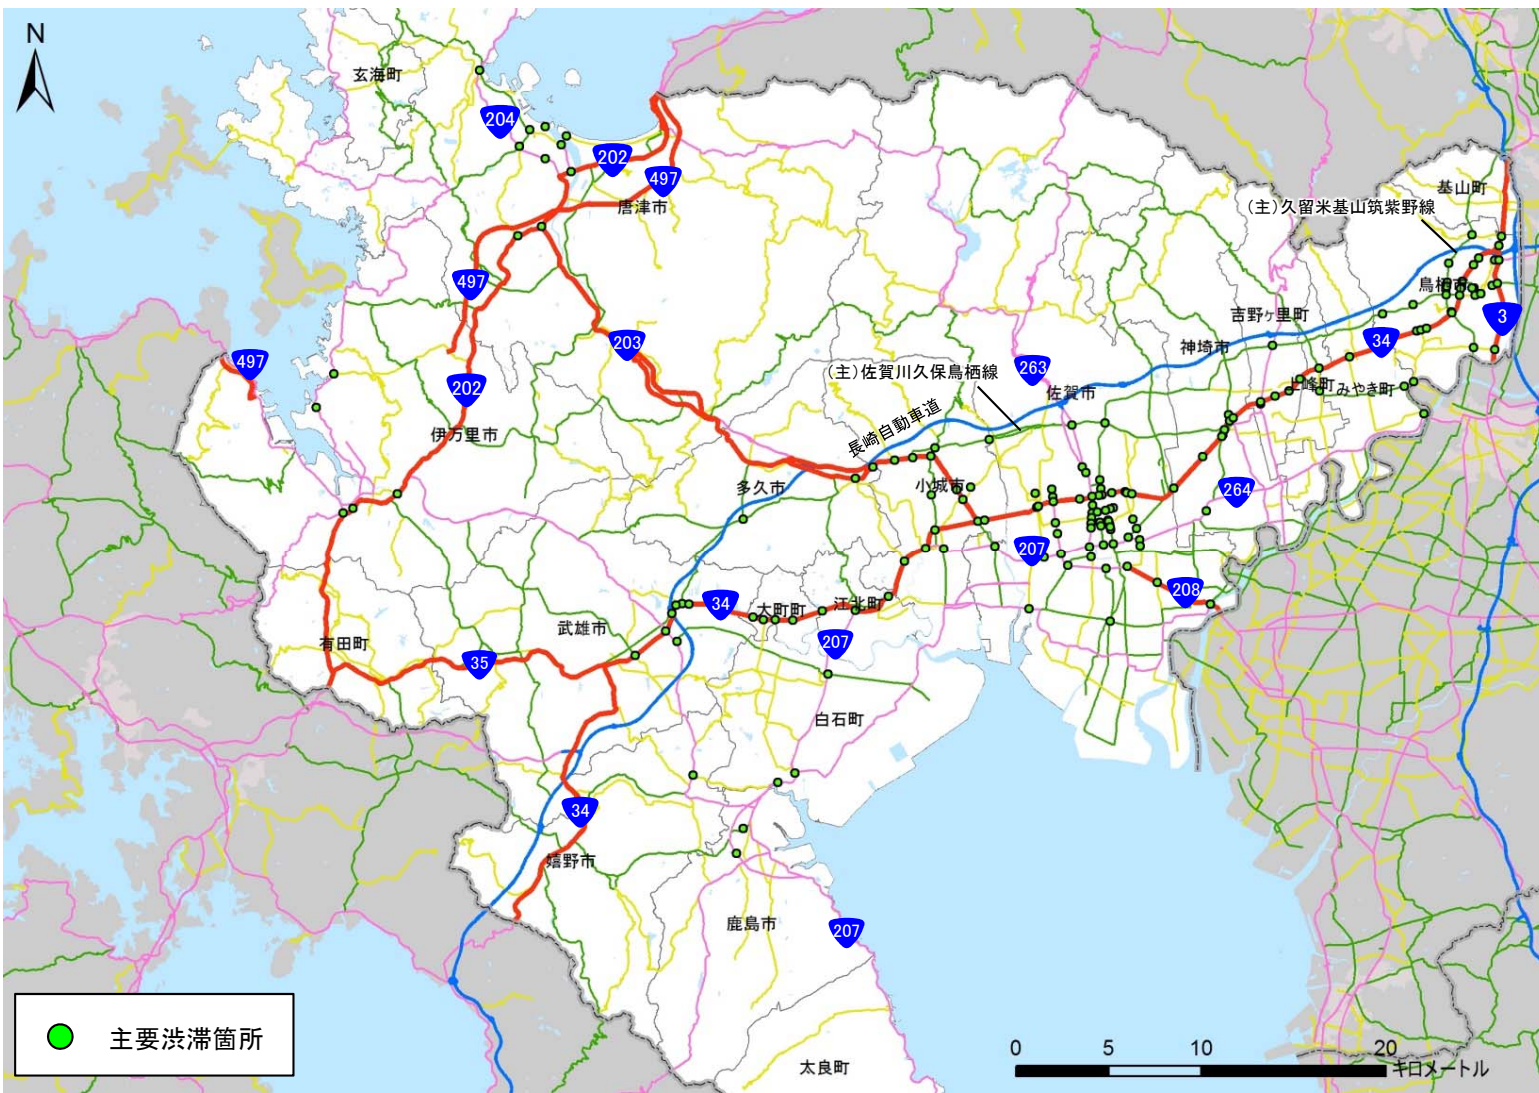 N
玄海町
204
202
497
唐津市
基山町
(主)久留米基山筑紫野線
497
鳥栖市
吉野ヶ里町
3
34
神埼市
203
497
(主)佐賀川久保鳥栖線
263
佐賀市
上峰町
みやき町
202
伊万里市
長崎自動車道
多久市
小城市
264
207
34
大町町
江北町
208
武雄市
有田町
35
207
白石町
34
嬉野市
鹿島市
207
太良町
主要渋滞箇所
0 5 10 20
キロメートル